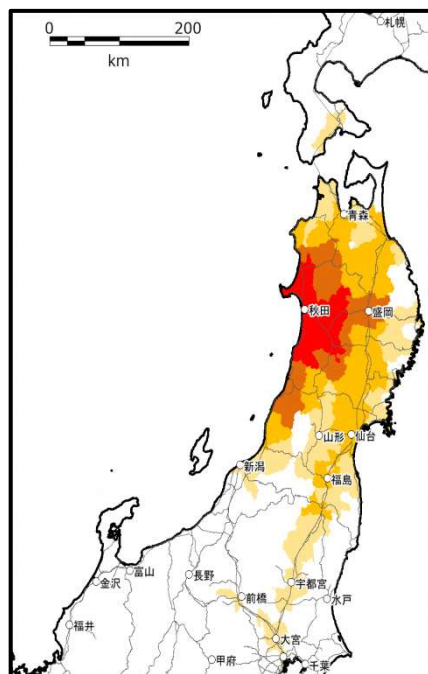 0 200
km
札幌
青森
秋田
盛岡
山形
仙台
新潟
福島
富山
長野
宇都宮
金沢
前橋
水戸
福井
大宮
甲府
千葉